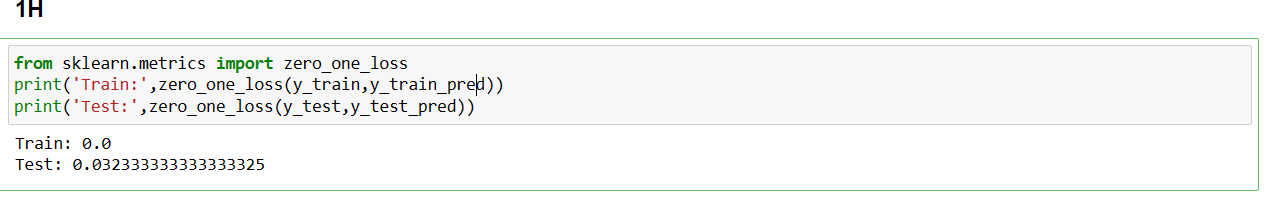 1H
from sklearn.metrics import zero_one_loss
print('Train:',zero_one_loss(y_train,y_train_pred))
print('Test:',zero_one_loss(y_test,y_test_pred))
Train: 0.0
Test: 0.032333333333333325